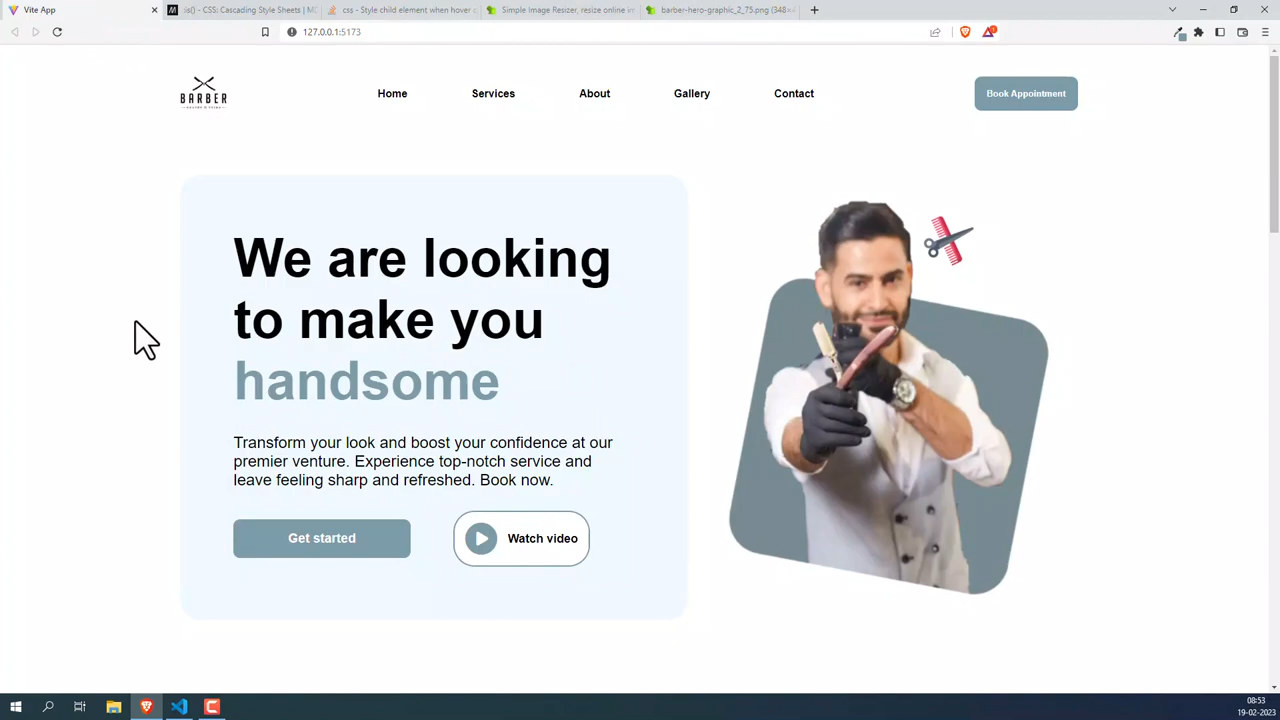 Vite App
:is() - CSS: Cascading Style Sheets | M
css - Style child element when hover
Simple Image Resizer, resize online in
barber-hero-graphic_2_75.png (348×
127.0.0.1:5173
BARBER
Home
Services
About
Gallery
Contact
Book Appointment
We are looking
to make you
handsome
Transform your look and boost your confidence at our
premier venture. Experience top-notch service and
leave feeling sharp and refreshed. Book now.
Get started
Watch video
08:53
19-02-2023